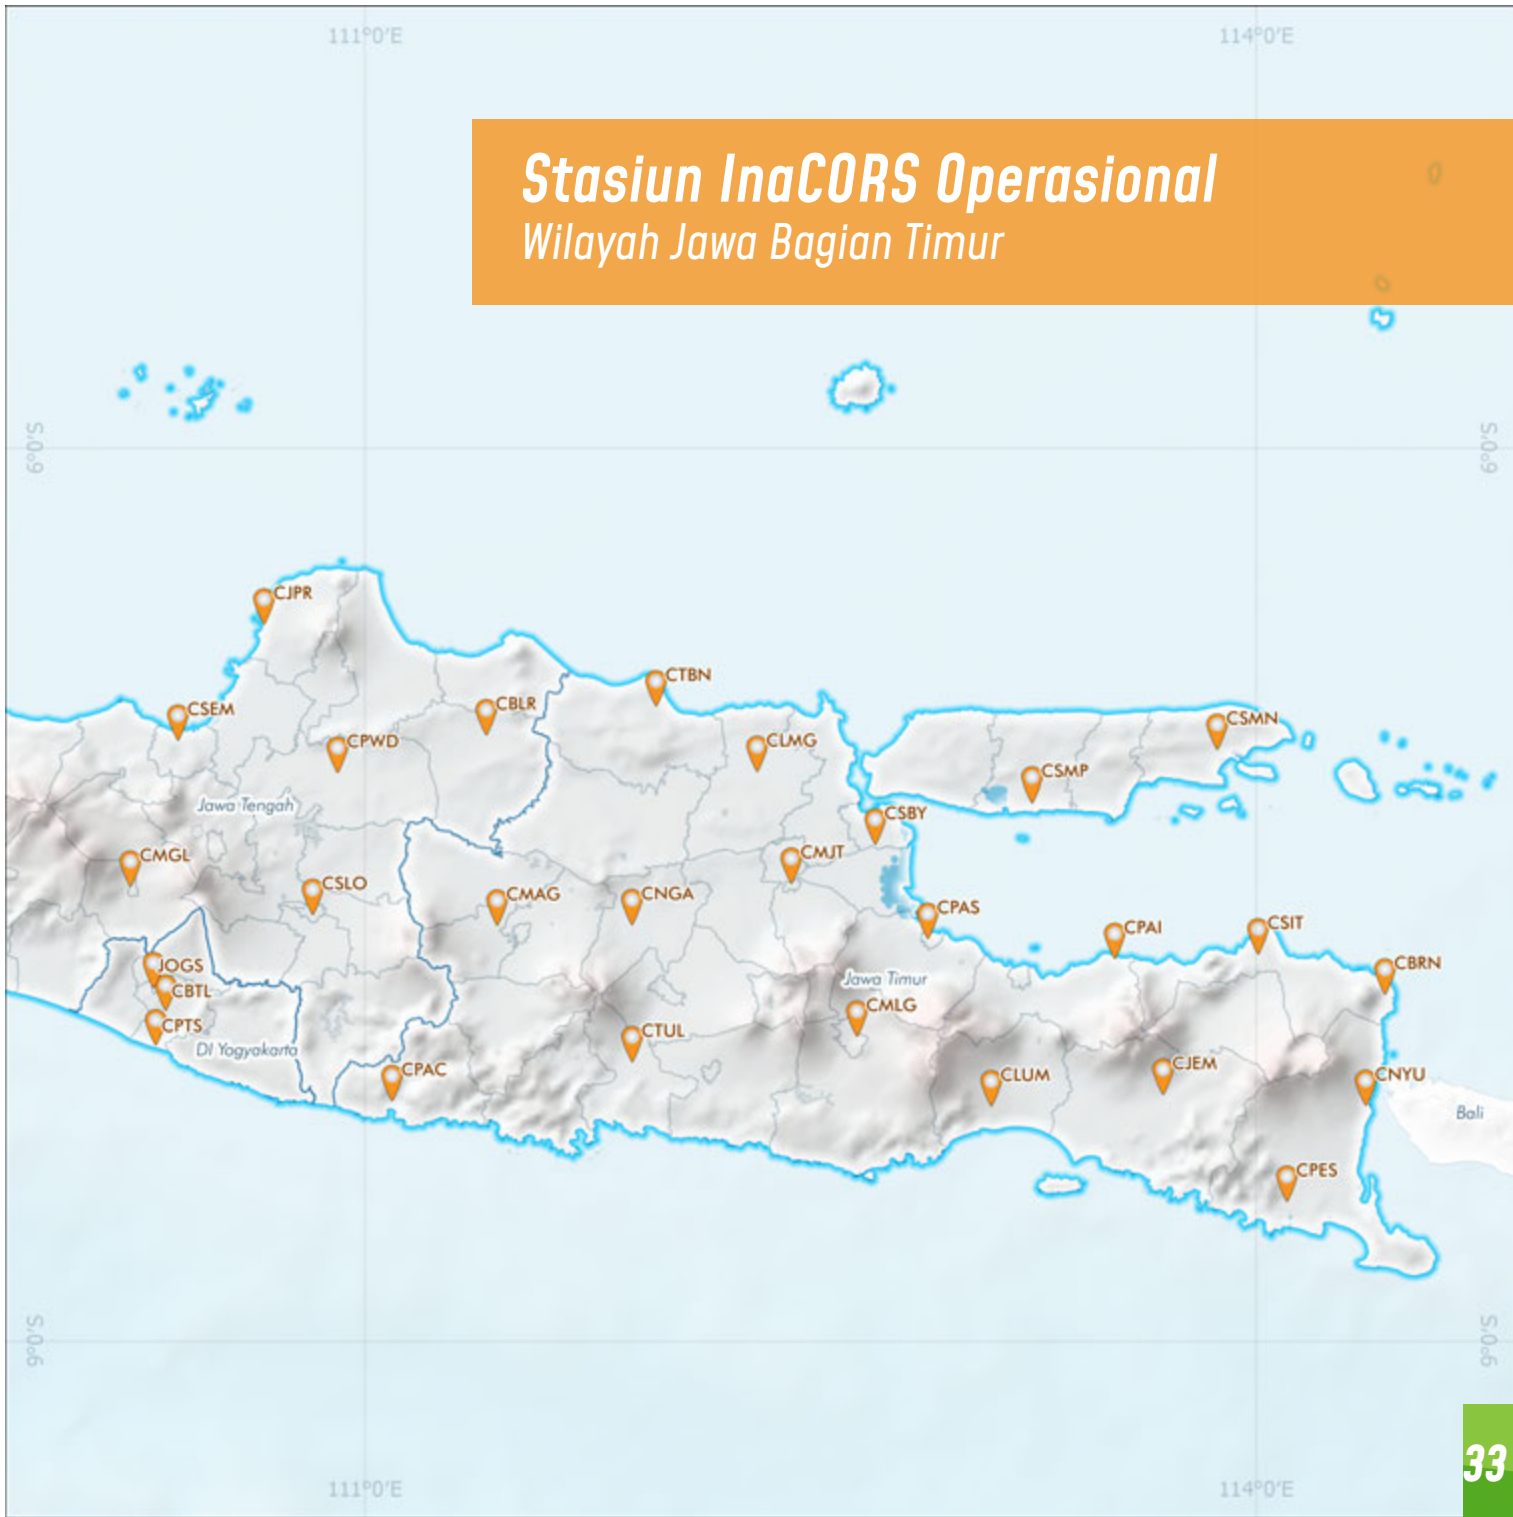 111°0'E
114°0'E
Stasiun InaCORS Operasional
Wilayah Jawa Bagian Timur
6°0'S
6°0'S
CJPR
CTBN
CSEM
CBLR
CSMN
CPWD
CLMG
CSMP
Jawa Tengah
CSBY
CMGL
CMJT
CSLO
CMAG
CNGA
CPAS
CPAI
CSIT
JOGS
CBRN
Jawa Timur
CBTL
CMLG
CPTS
CTUL
DI Yogyakarta
CPAC
CLUM
CJEM
CNYU
Bali
CPES
9°0'S
9°0'S
33
111°0'E
114°0'E